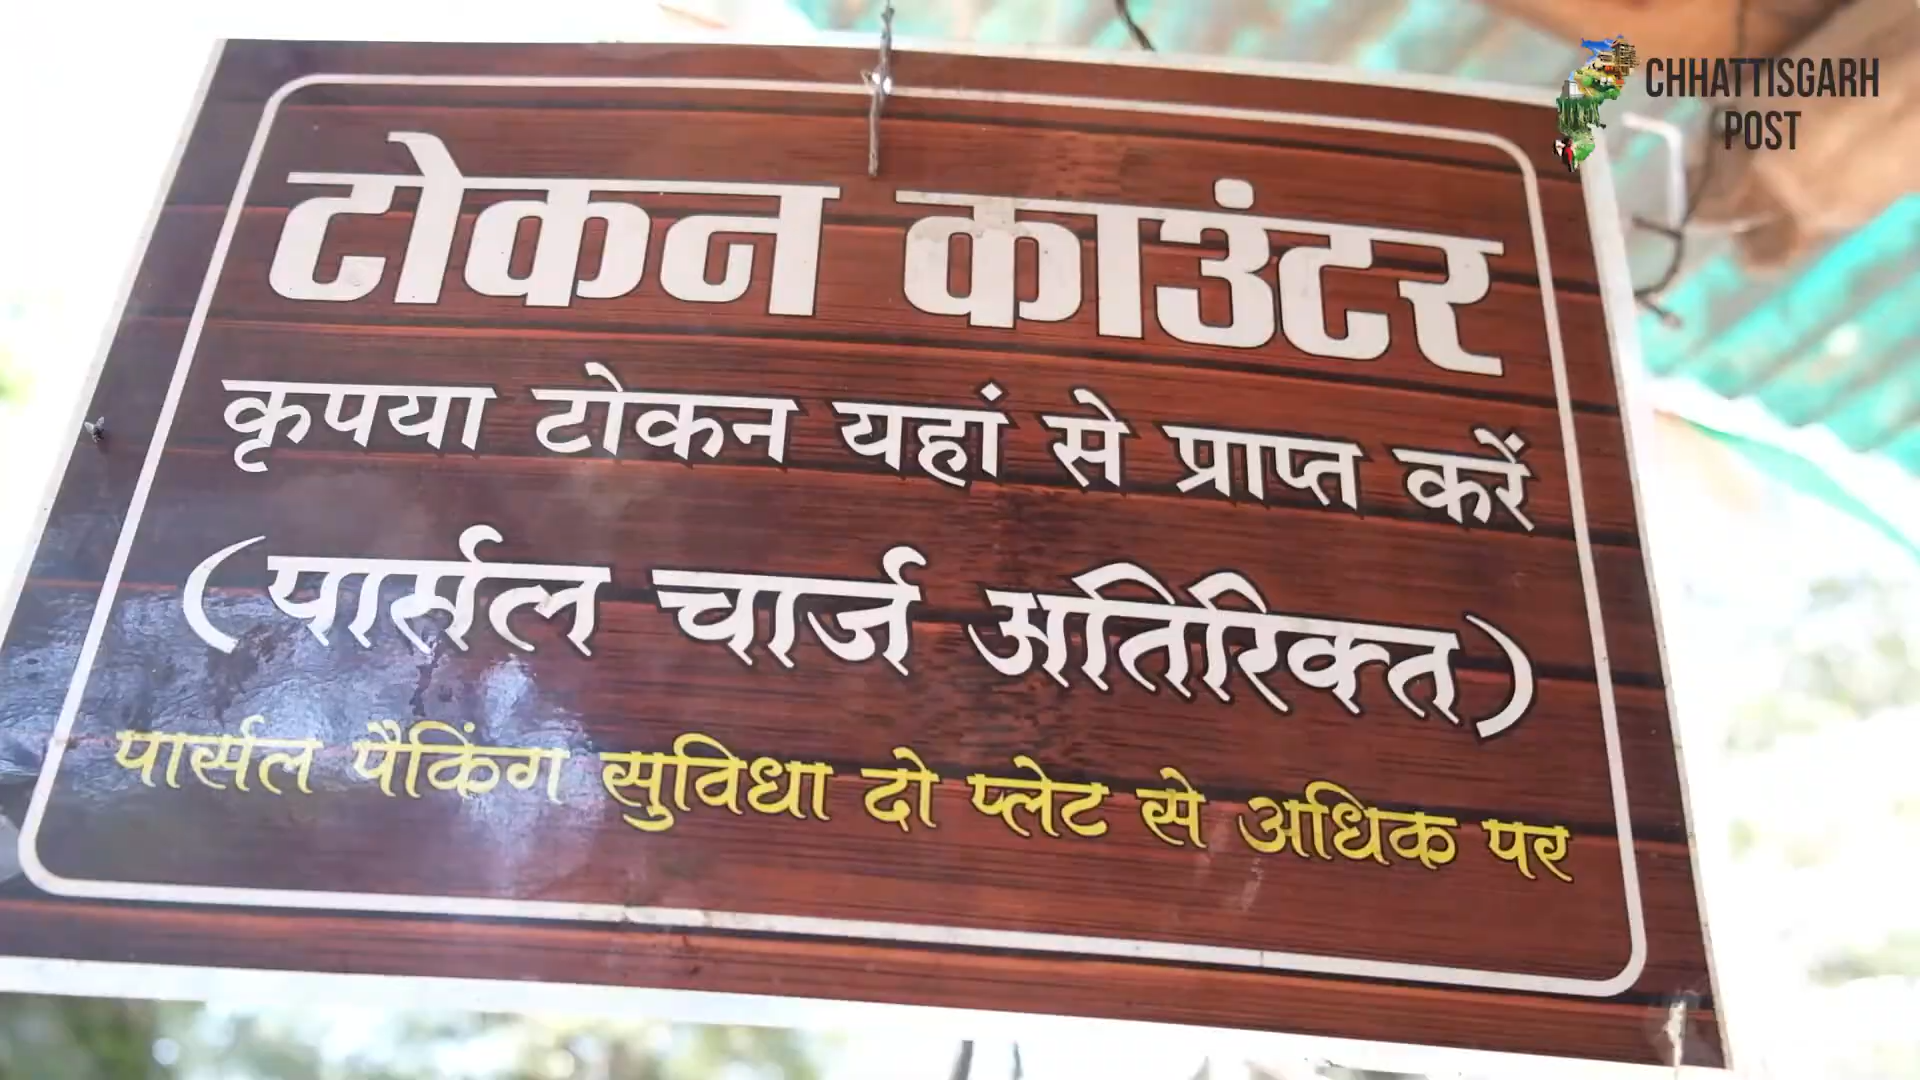 CHHATTISGARH
POST
टोकन काउंटर
कृपया टोकन यहां से प्राप्त करें
(पार्सल चार्ज अतिरिक्त)
पार्सल पैकिंग सुविधा दो प्लेट से अधिक पर